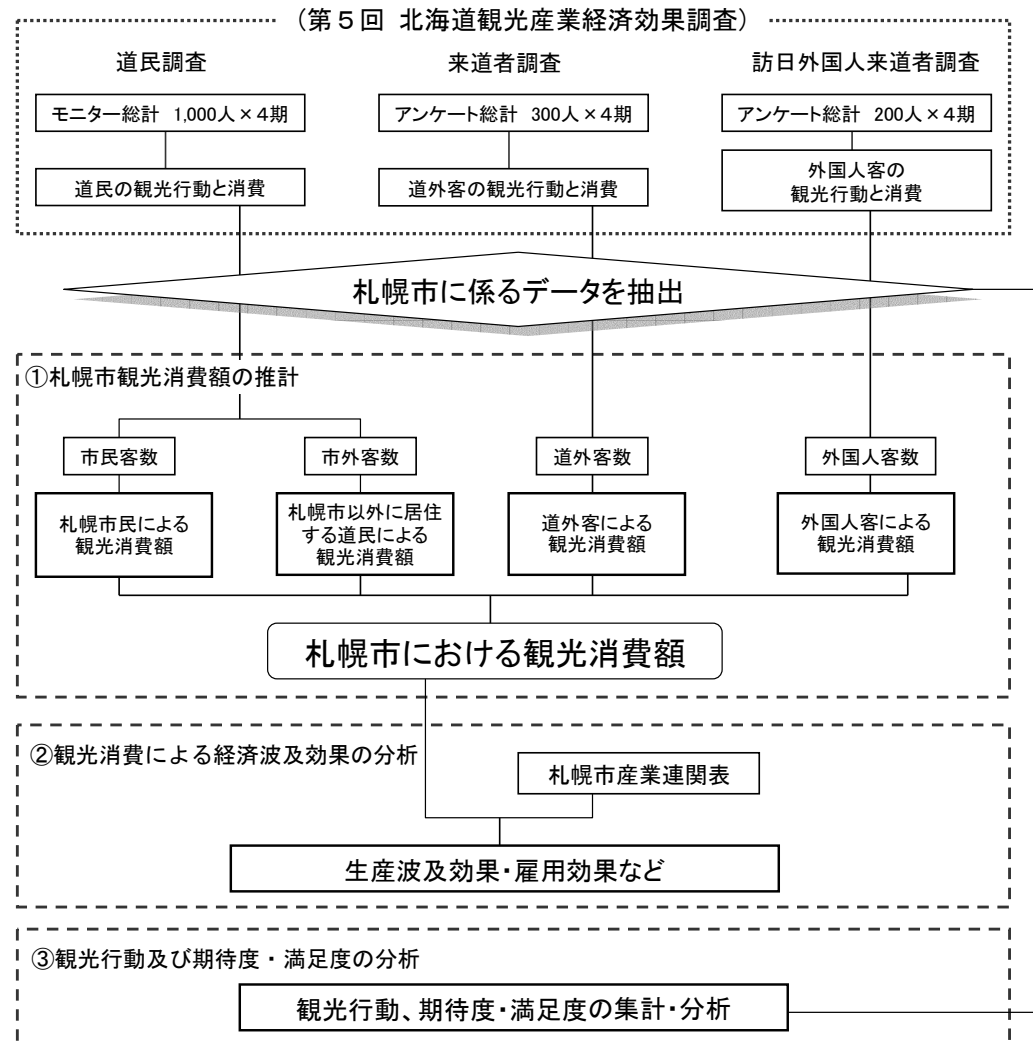 (第5回 北海道観光産業経済効果調査)
道民調査
来道者調査
訪日外国人来道者調査
モニター総計 1,000人×4期
アンケート総計 300人×4期
アンケート総計 200人×4期
道民の観光行動と消費
道外客の観光行動と消費
外国人客の
観光行動と消費
札幌市に係るデータを抽出
①札幌市観光消費額の推計
市民客数
市外客数
道外客数
外国人客数
札幌市民による
観光消費額
札幌市以外に居住
する道民による
観光消費額
道外客による
観光消費額
外国人客による
観光消費額
札幌市における観光消費額
②観光消費による経済波及効果の分析
札幌市産業連関表
生産波及効果・雇用効果など
③観光行動及び期待度・満足度の分析
観光行動、期待度・満足度の集計・分析